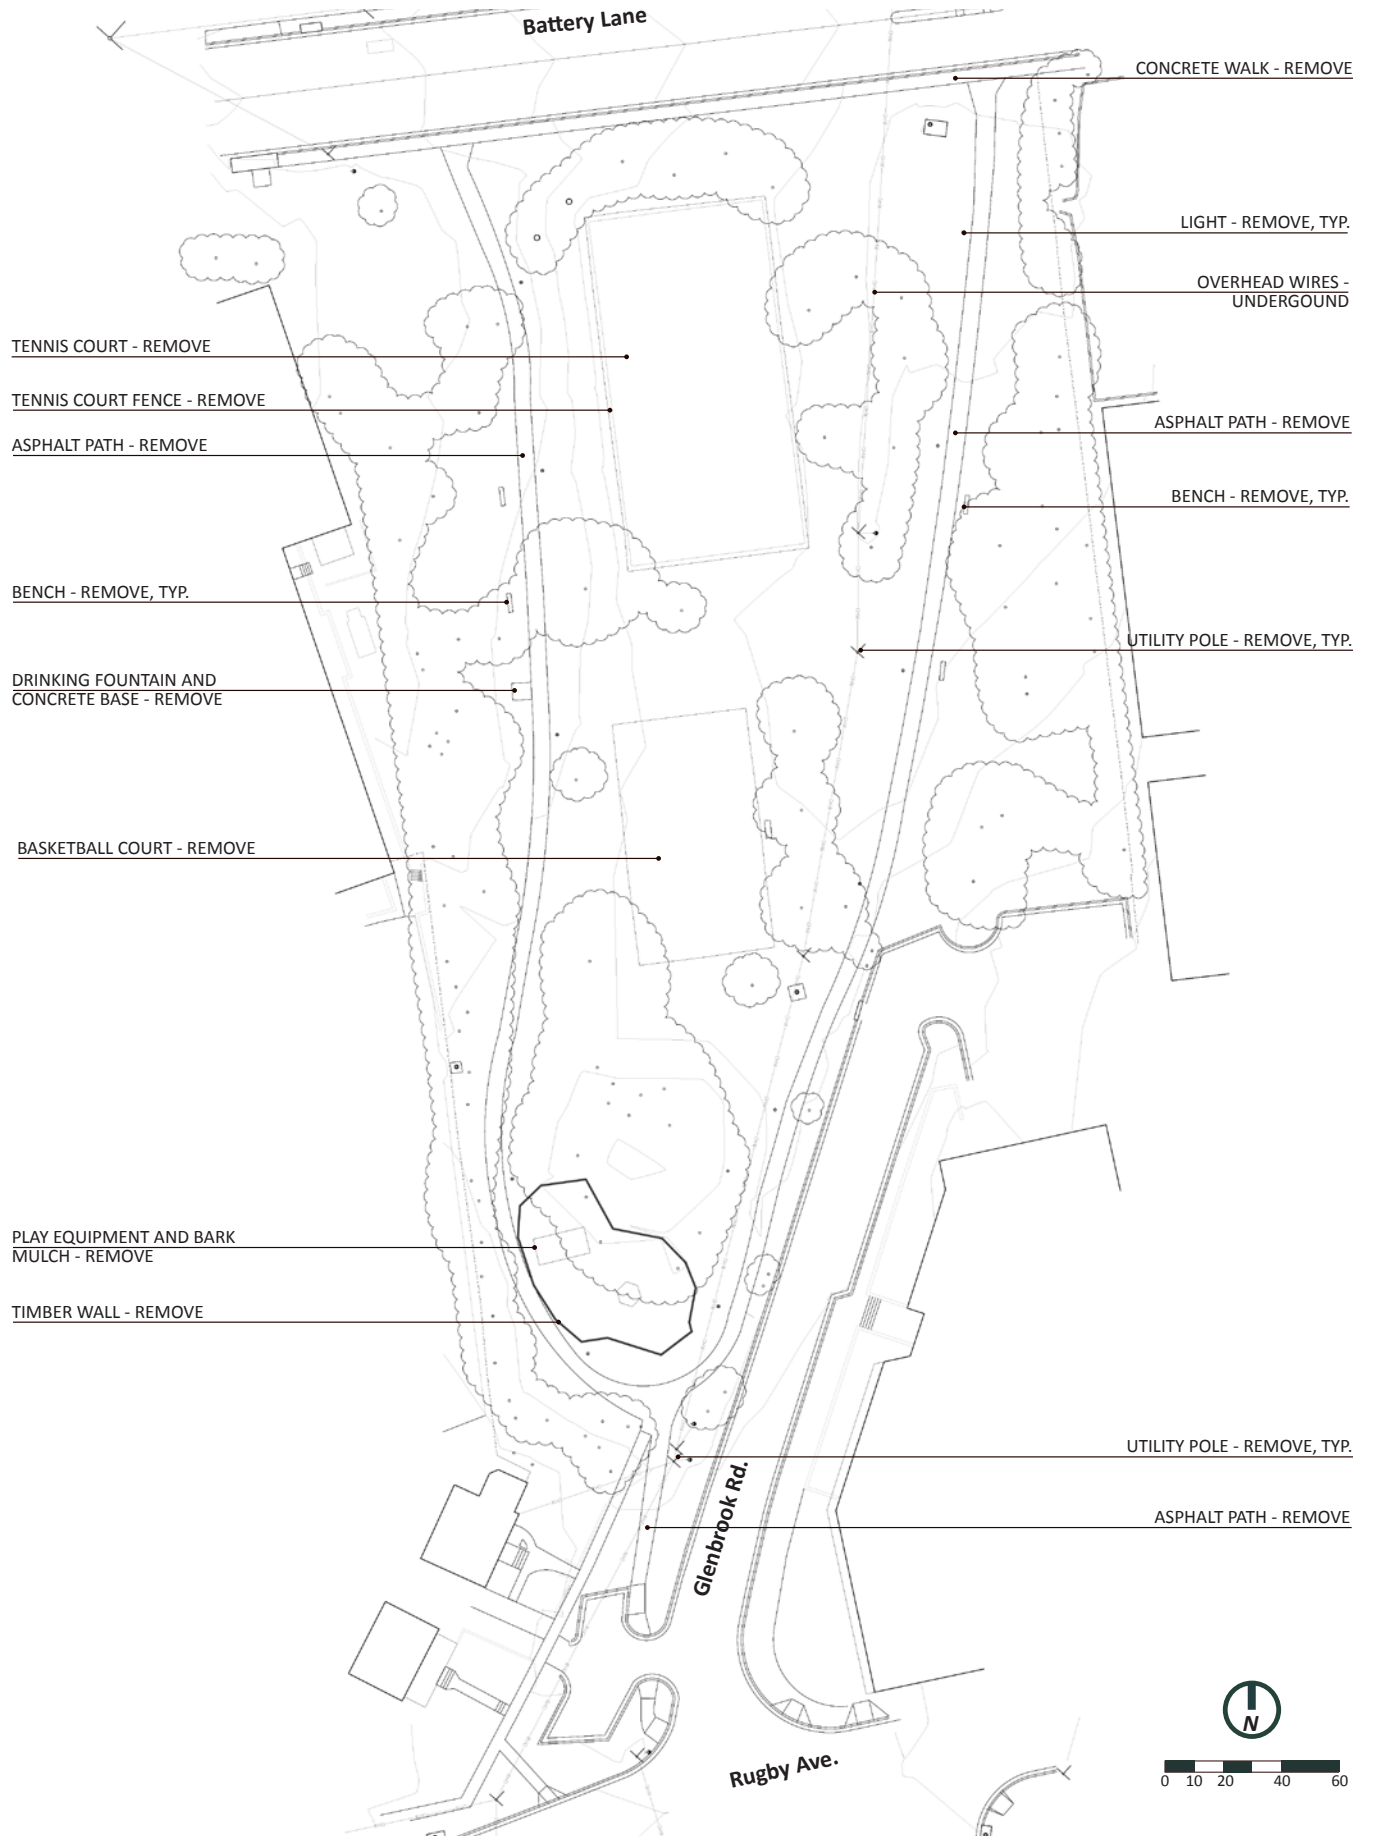 Battery Lane
CONCRETE WALK - REMOVE
LIGHT - REMOVE, TYP.
OVERHEAD WIRES -
UNDERGOUND
TENNIS COURT - REMOVE
TENNIS COURT FENCE - REMOVE
ASPHALT PATH - REMOVE
ASPHALT PATH - REMOVE
BENCH - REMOVE, TYP.
BENCH - REMOVE, TYP.
UTILITY POLE - REMOVE, TYP.
DRINKING FOUNTAIN AND
CONCRETE BASE - REMOVE
BASKETBALL COURT - REMOVE
PLAY EQUIPMENT AND BARK
MULCH - REMOVE
TIMBER WALL - REMOVE
UTILITY POLE - REMOVE, TYP.
ASPHALT PATH - REMOVE
Glenbrook Rd.
Rugby Ave.
N
0 10 20 40 60